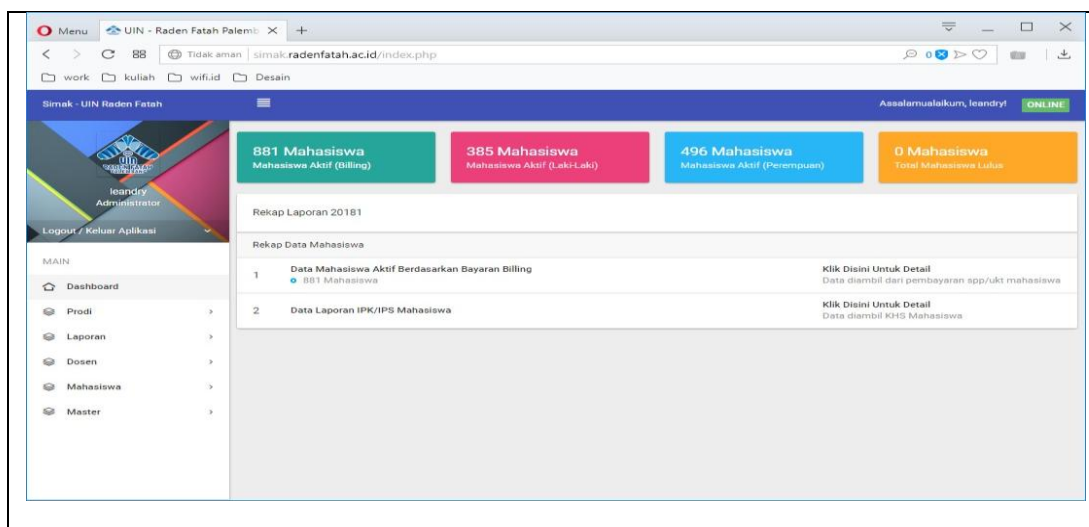 Menu UIN - Raden Fatah Palemb
Tidak aman simak.radenfatah.ac.id/index.php 0
work kuliah wifi.id Desain
Simak - UIN Raden Fatah Assalamualaikum, leandry! ONLINE
UIN
RADEN FATAH
leandry
Administrator
Logout / Keluar Aplikasi
MAIN
Dashboard
Prodi
Laporan
Dosen
Mahasiswa
Master
881 Mahasiswa
Mahasiswa Aktif (Billing)
385 Mahasiswa
Mahasiswa Aktif (Laki-Laki)
496 Mahasiswa
Mahasiswa Aktif (Perempuan)
0 Mahasiswa
Total Mahasiswa Lulus
Rekap Laporan 20181
Rekap Data Mahasiswa
1 Data Mahasiswa Aktif Berdasarkan Bayaran Billing Klik Disini Untuk Detail
881 Mahasiswa Data diambil dari pembayaran spp/ukt mahasiswa
2 Data Laporan IPK/IPS Mahasiswa Klik Disini Untuk Detail
Data diambil KHS Mahasiswa